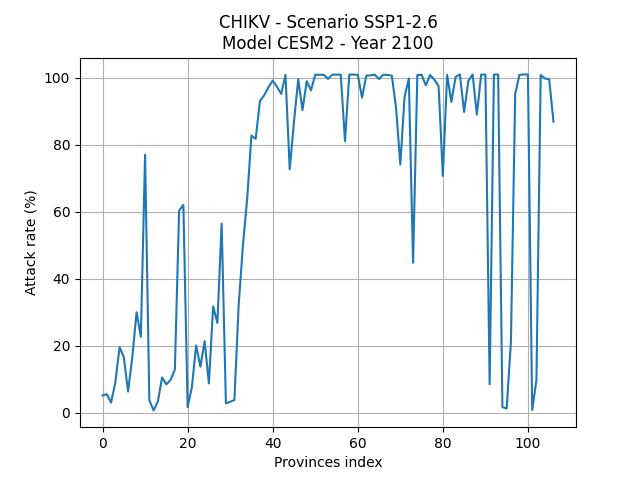 CHIKV - Scenario SSP1-2.6
Model CESM2 - Year 2100
100
80
60
40
20
0
Attack rate (%)
0 20 40 60 80 100
Provinces index